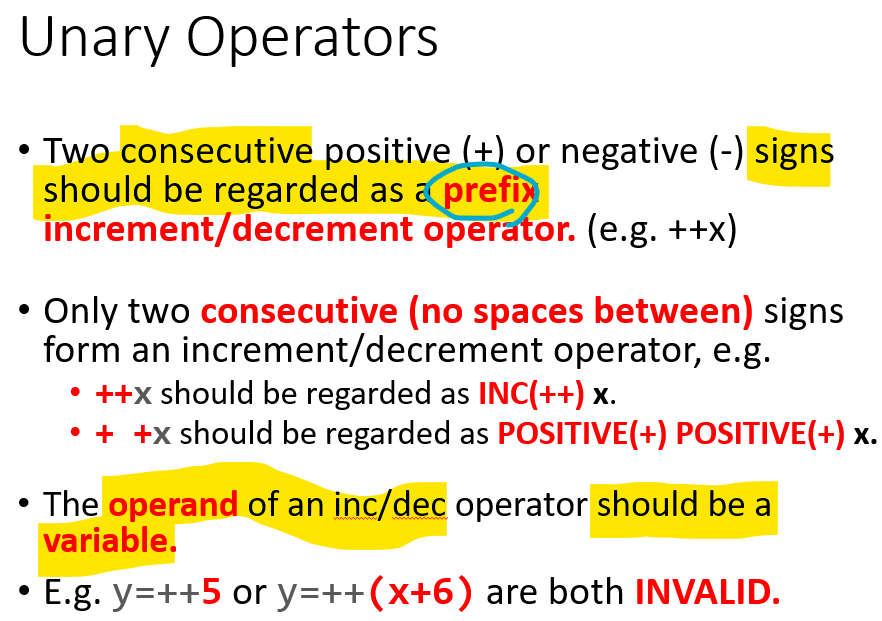 Unary Operators
• Two consecutive positive (+) or negative (-) signs
should be regarded as a prefix
increment/decrement operator. (e.g. ++x)
• Only two consecutive (no spaces between) signs
form an increment/decrement operator, e.g.
• ++x should be regarded as INC(++) x.
• + +x should be regarded as POSITIVE(+) POSITIVE(+) x.
• The operand of an inc/dec operator should be a
variable.
• E.g. y=++5 or y=++(x+6) are both INVALID.